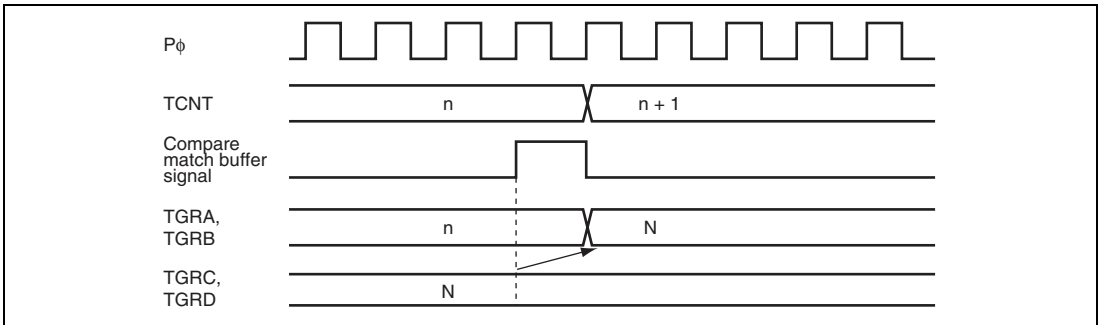 Pϕ
TCNT
n
n + 1
Compare
match buffer
signal
TGRA,
TGRB
n
N
TGRC,
TGRD
N